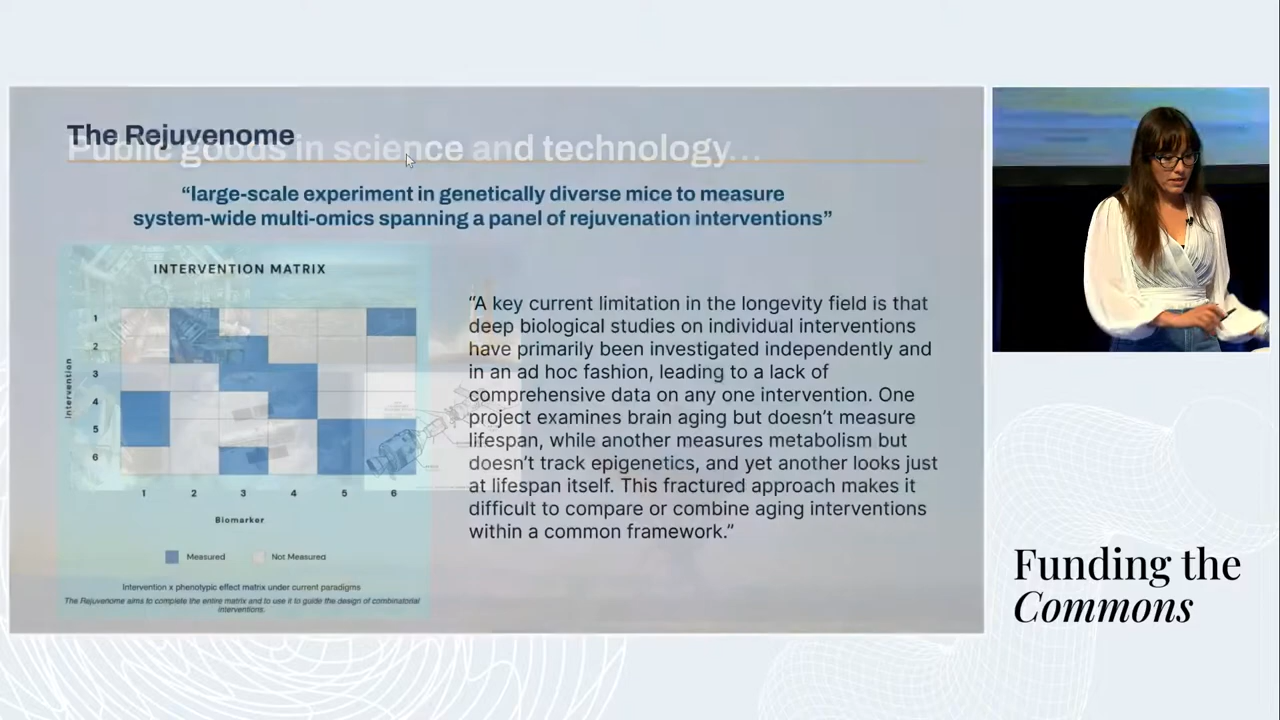 The Rejuvenome
Public goods in science and technology...
“large-scale experiment in genetically diverse mice to measure
system-wide multi-omics spanning a panel of rejuvenation interventions”
INTERVENTION MATRIX
1
2
3
4
5
6
Intervention
1 2 3 4 5 6
Biomarker
Measured Not Measured
Intervention x phenotypic effect matrix under current paradigms
The Rejuvenome aims to complete the entire matrix and to use it to guide the design of combinatorial
interventions.
“A key current limitation in the longevity field is that
deep biological studies on individual interventions
have primarily been investigated independently and
in an ad hoc fashion, leading to a lack of
comprehensive data on any one intervention. One
project examines brain aging but doesn’t measure
lifespan, while another measures metabolism but
doesn’t track epigenetics, and yet another looks just
at lifespan itself. This fractured approach makes it
difficult to compare or combine aging interventions
within a common framework.”
Funding the
Commons